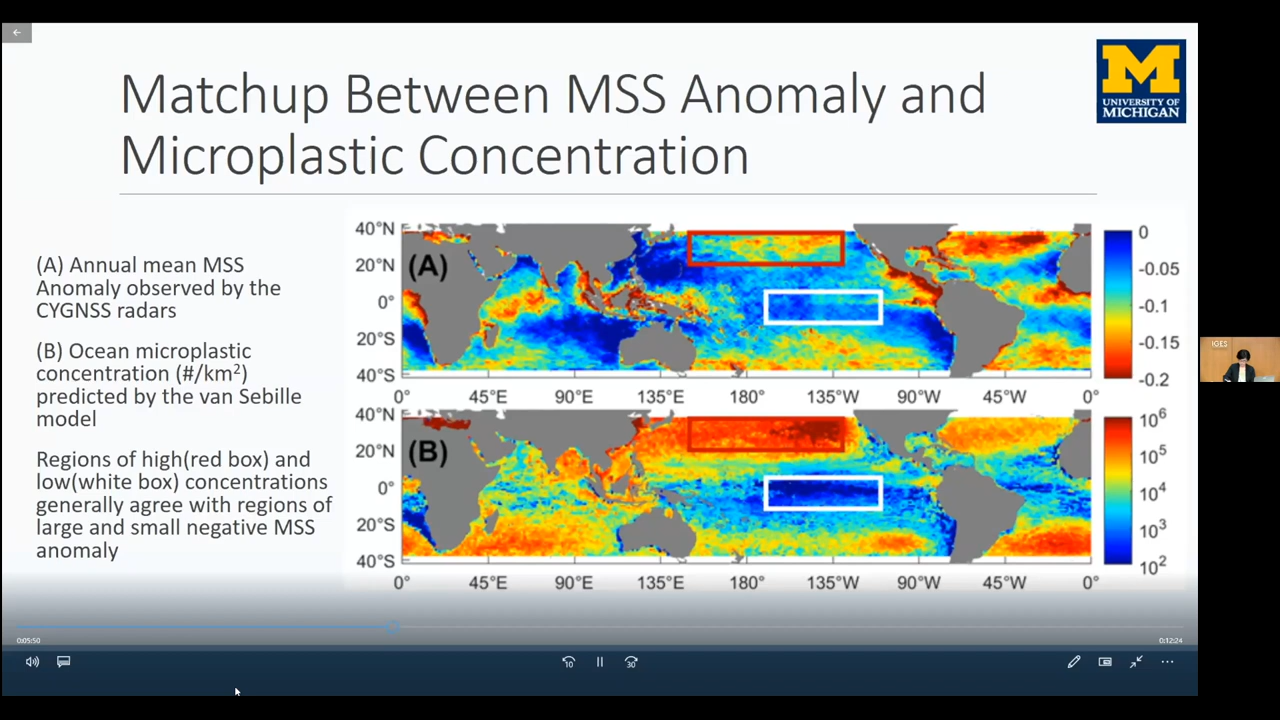 Matchup Between MSS Anomaly and
Microplastic Concentration
M
UNIVERSITY OF
MICHIGAN
(A) Annual mean MSS
Anomaly observed by the
CYGNSS radars
(B) Ocean microplastic
concentration (#/km²)
predicted by the van Sebille
model
Regions of high(red box) and
low(white box) concentrations
generally agree with regions of
large and small negative MSS
anomaly
40°N
20°N
0°
20°S
40°S
(A)
0° 45°E 90°E 135°E 180° 135°W 90°W 45°W 0°
0
-0.05
-0.1
-0.15
-0.2
40°N
20°N
0°
20°S
40°S
(B)
0° 45°E 90°E 135°E 180° 135°W 90°W 45°W 0°
10⁶
10⁵
10⁴
10³
10²
IGES
0:05:50
0:12:24
10
30